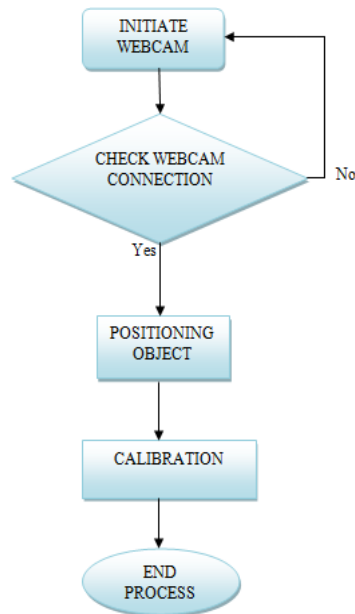 INITIATE
WEBCAM
CHECK WEBCAM
CONNECTION
No
Yes
POSITIONING
OBJECT
CALIBRATION
END
PROCESS